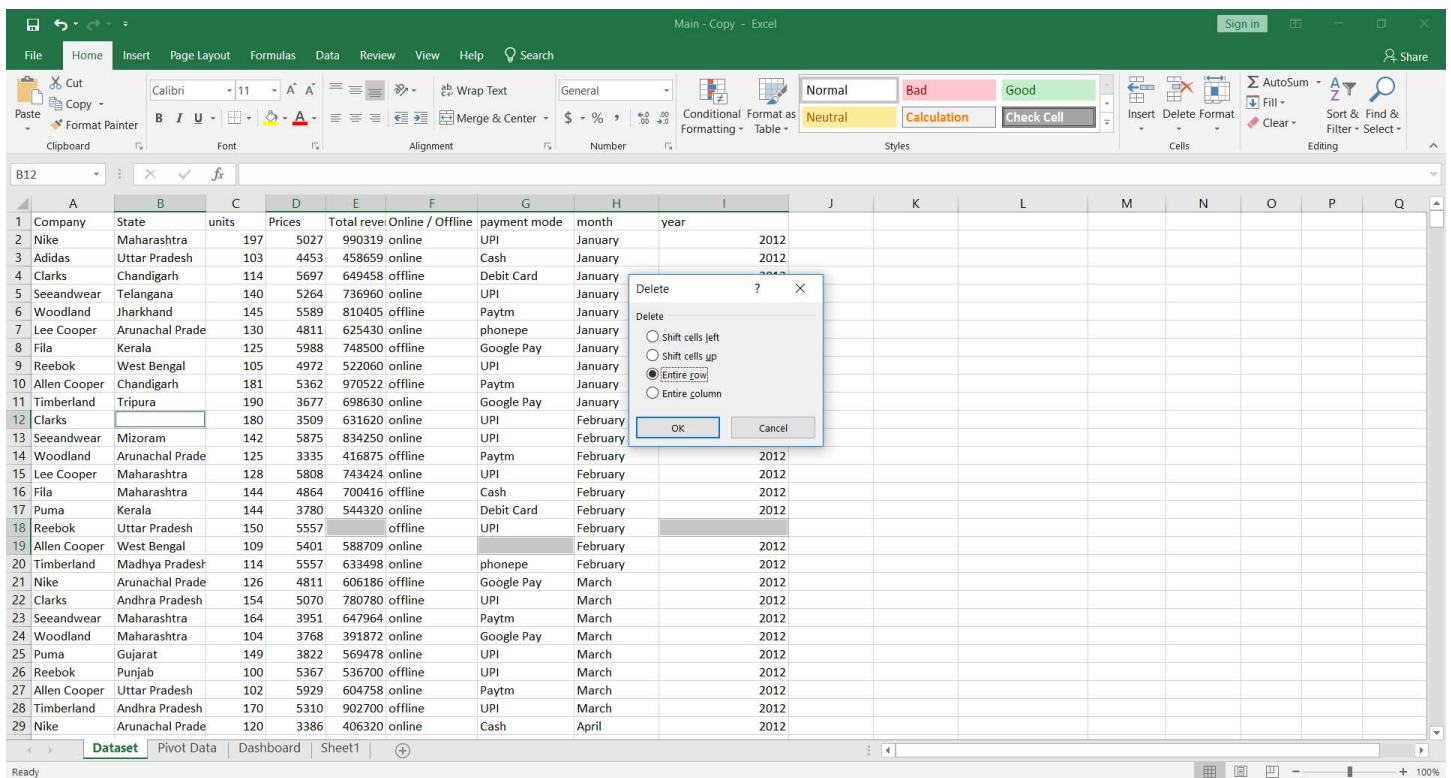 Main - Copy - Excel
Sign in
File Home Insert Page Layout Formulas Data Review View Help Search
Share
Cut
Copy
Paste
Format Painter
Calibri 11 A A
B I U A
Wrap Text
Merge & Center
General
$ % ,
Conditional Formatting
Format as Table
Normal Bad Good
Neutral Calculation Check Cell
Insert Delete Format
AutoSum
Fill
Clear
Sort & Filter
Find & Select
Clipboard Font Alignment Number Styles Cells Editing
B12 fx
A B C D E F G H I J K L M N O P Q
1 Company State units Prices Total reve Online / Offline payment mode month year
2 Nike Maharashtra 197 5027 990319 online UPI January 2012
3 Adidas Uttar Pradesh 103 4453 458659 online Cash January 2012
4 Clarks Chandigarh 114 5697 649458 offline Debit Card January
5 Seeandwear Telangana 140 5264 736960 online UPI January
6 Woodland Jharkhand 145 5589 810405 offline Paytm January
7 Lee Cooper Arunachal Prade 130 4811 625430 online phonepe January
8 Fila Kerala 125 5988 748500 offline Google Pay January
9 Reebok West Bengal 105 4972 522060 online UPI January
10 Allen Cooper Chandigarh 181 5362 970522 offline Paytm January
11 Timberland Tripura 190 3677 698630 online Google Pay January
12 Clarks 180 3509 631620 online UPI February
13 Seeandwear Mizoram 142 5875 834250 online UPI February
14 Woodland Arunachal Prade 125 3335 416875 offline Paytm February 2012
15 Lee Cooper Maharashtra 128 5808 743424 online UPI February 2012
16 Fila Maharashtra 144 4864 700416 offline Cash February 2012
17 Puma Kerala 144 3780 544320 online Debit Card February 2012
18 Reebok Uttar Pradesh 150 5557 offline UPI February
19 Allen Cooper West Bengal 109 5401 588709 online February 2012
20 Timberland Madhya Pradesh 114 5557 633498 online phonepe February 2012
21 Nike Arunachal Prade 126 4811 606186 offline Google Pay March 2012
22 Clarks Andhra Pradesh 154 5070 780780 offline UPI March 2012
23 Seeandwear Maharashtra 164 3951 647964 online Paytm March 2012
24 Woodland Maharashtra 104 3768 391872 online Google Pay March 2012
25 Puma Gujarat 149 3822 569478 online UPI March 2012
26 Reebok Punjab 100 5367 536700 offline UPI March 2012
27 Allen Cooper Uttar Pradesh 102 5929 604758 online Paytm March 2012
28 Timberland Andhra Pradesh 170 5310 902700 offline UPI March 2012
29 Nike Arunachal Prade 120 3386 406320 online Cash April 2012
Delete ?
Delete
Shift cells left
Shift cells up
Entire row
Entire column
OK Cancel
Dataset Pivot Data Dashboard Sheet1
Ready
100%